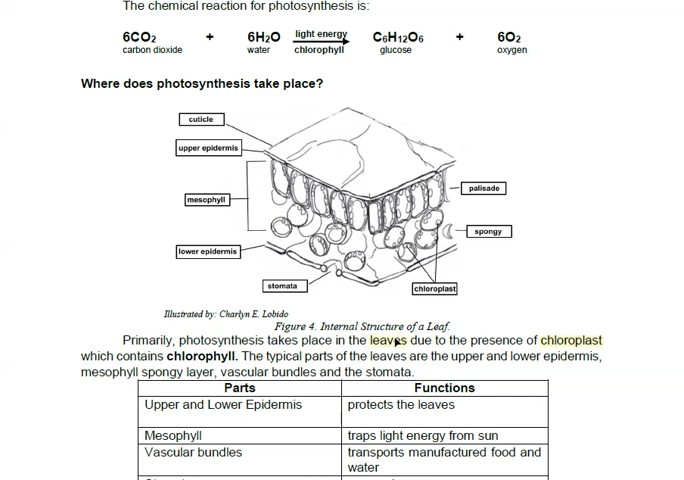 The chemical reaction for photosynthesis is:
6CO2 + 6H2O light energy C6H12O6 + 6O2
carbon dioxide water chlorophyll glucose oxygen
Where does photosynthesis take place?
cuticle
upper epidermis
mesophyll
palisade
spongy
lower epidermis
stomata
chloroplast
Illustrated by: Charlyn E. Lobido
Figure 4. Internal Structure of a Leaf.
Primarily, photosynthesis takes place in the leaves due to the presence of chloroplast
which contains chlorophyll. The typical parts of the leaves are the upper and lower epidermis,
mesophyll spongy layer, vascular bundles and the stomata.
Parts Functions
Upper and Lower Epidermis protects the leaves
Mesophyll traps light energy from sun
Vascular bundles transports manufactured food and
water